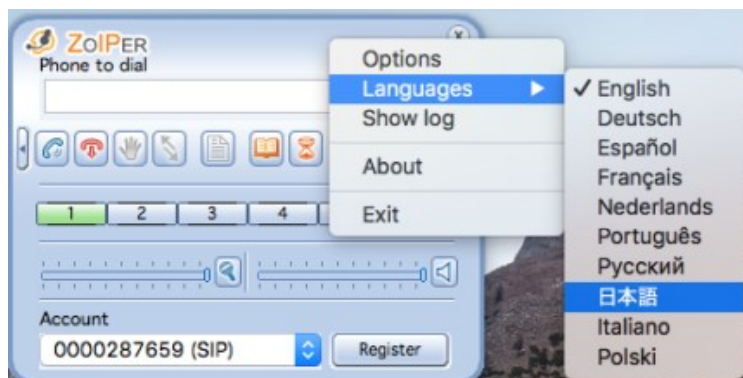 ZoIPER
Phone to dial
1 2 3 4
Account
0000287659 (SIP)
Register
Options
Languages
Show log
About
Exit
✓ English
Deutsch
Español
Français
Nederlands
Português
Русский
日本語
Italiano
Polski